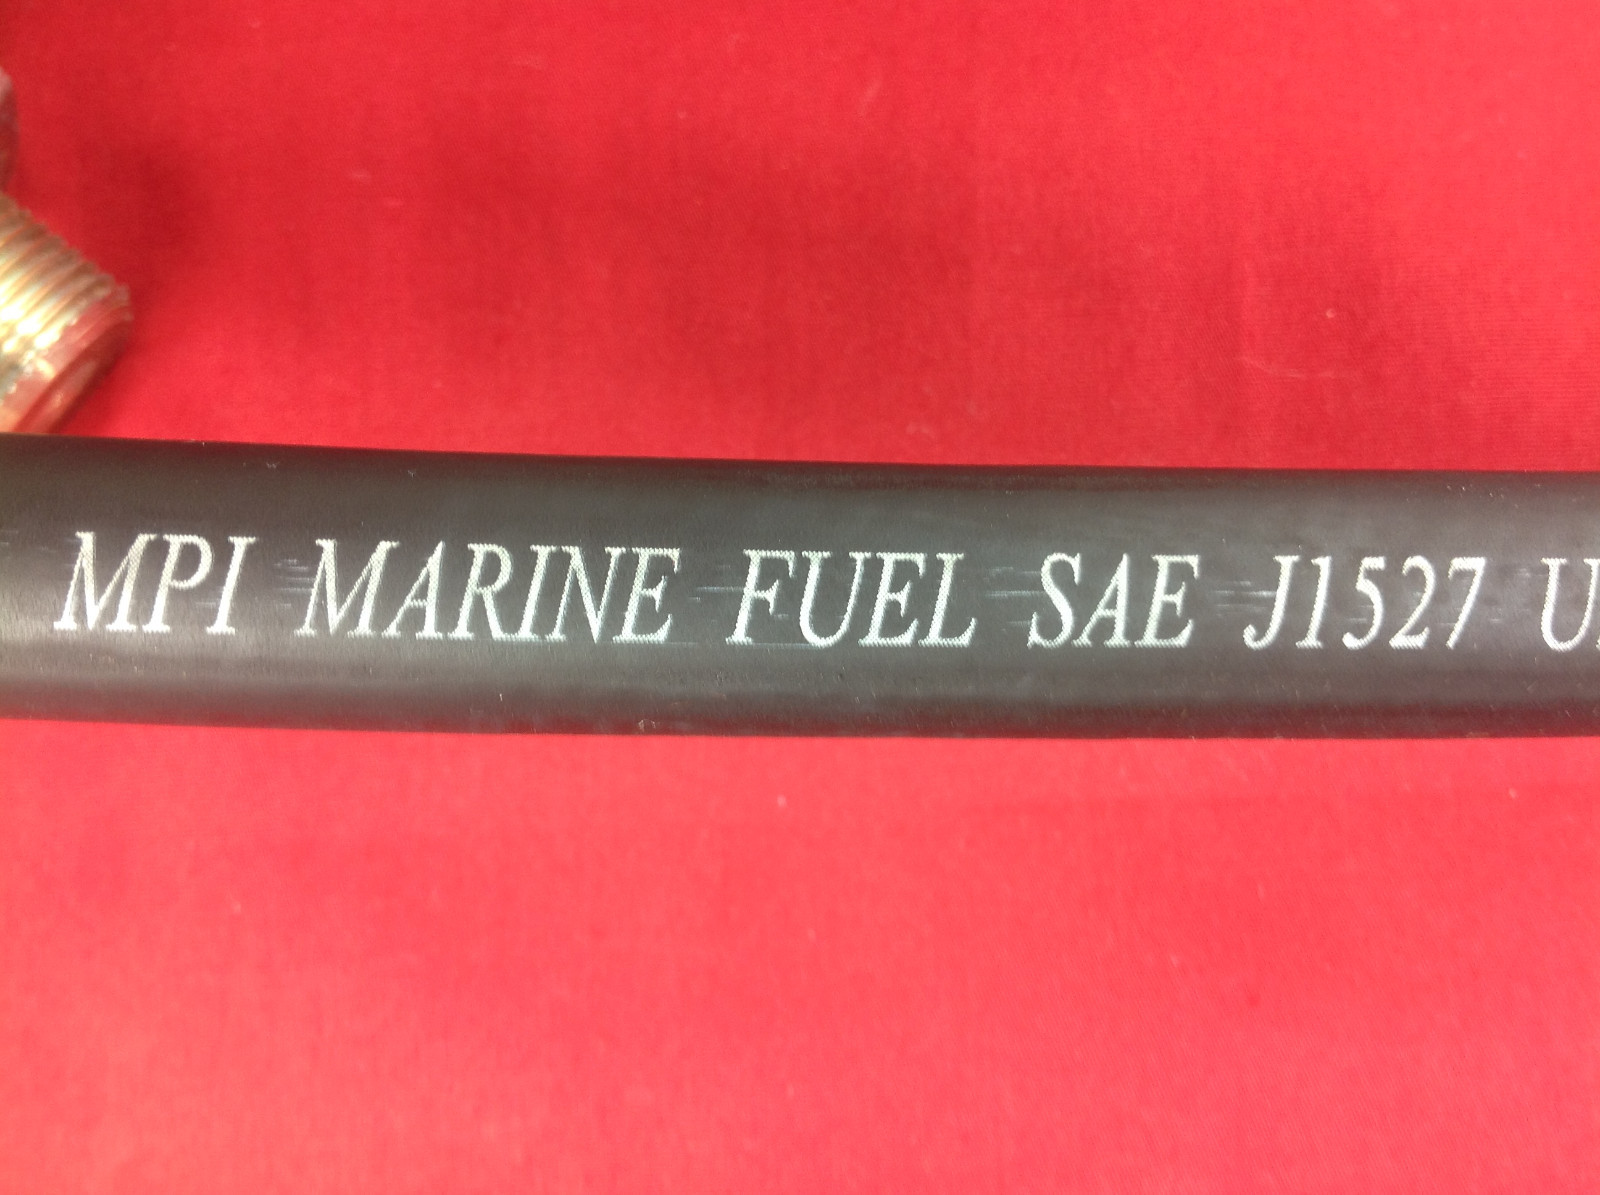 MPI MARINE FUEL SAE J1527